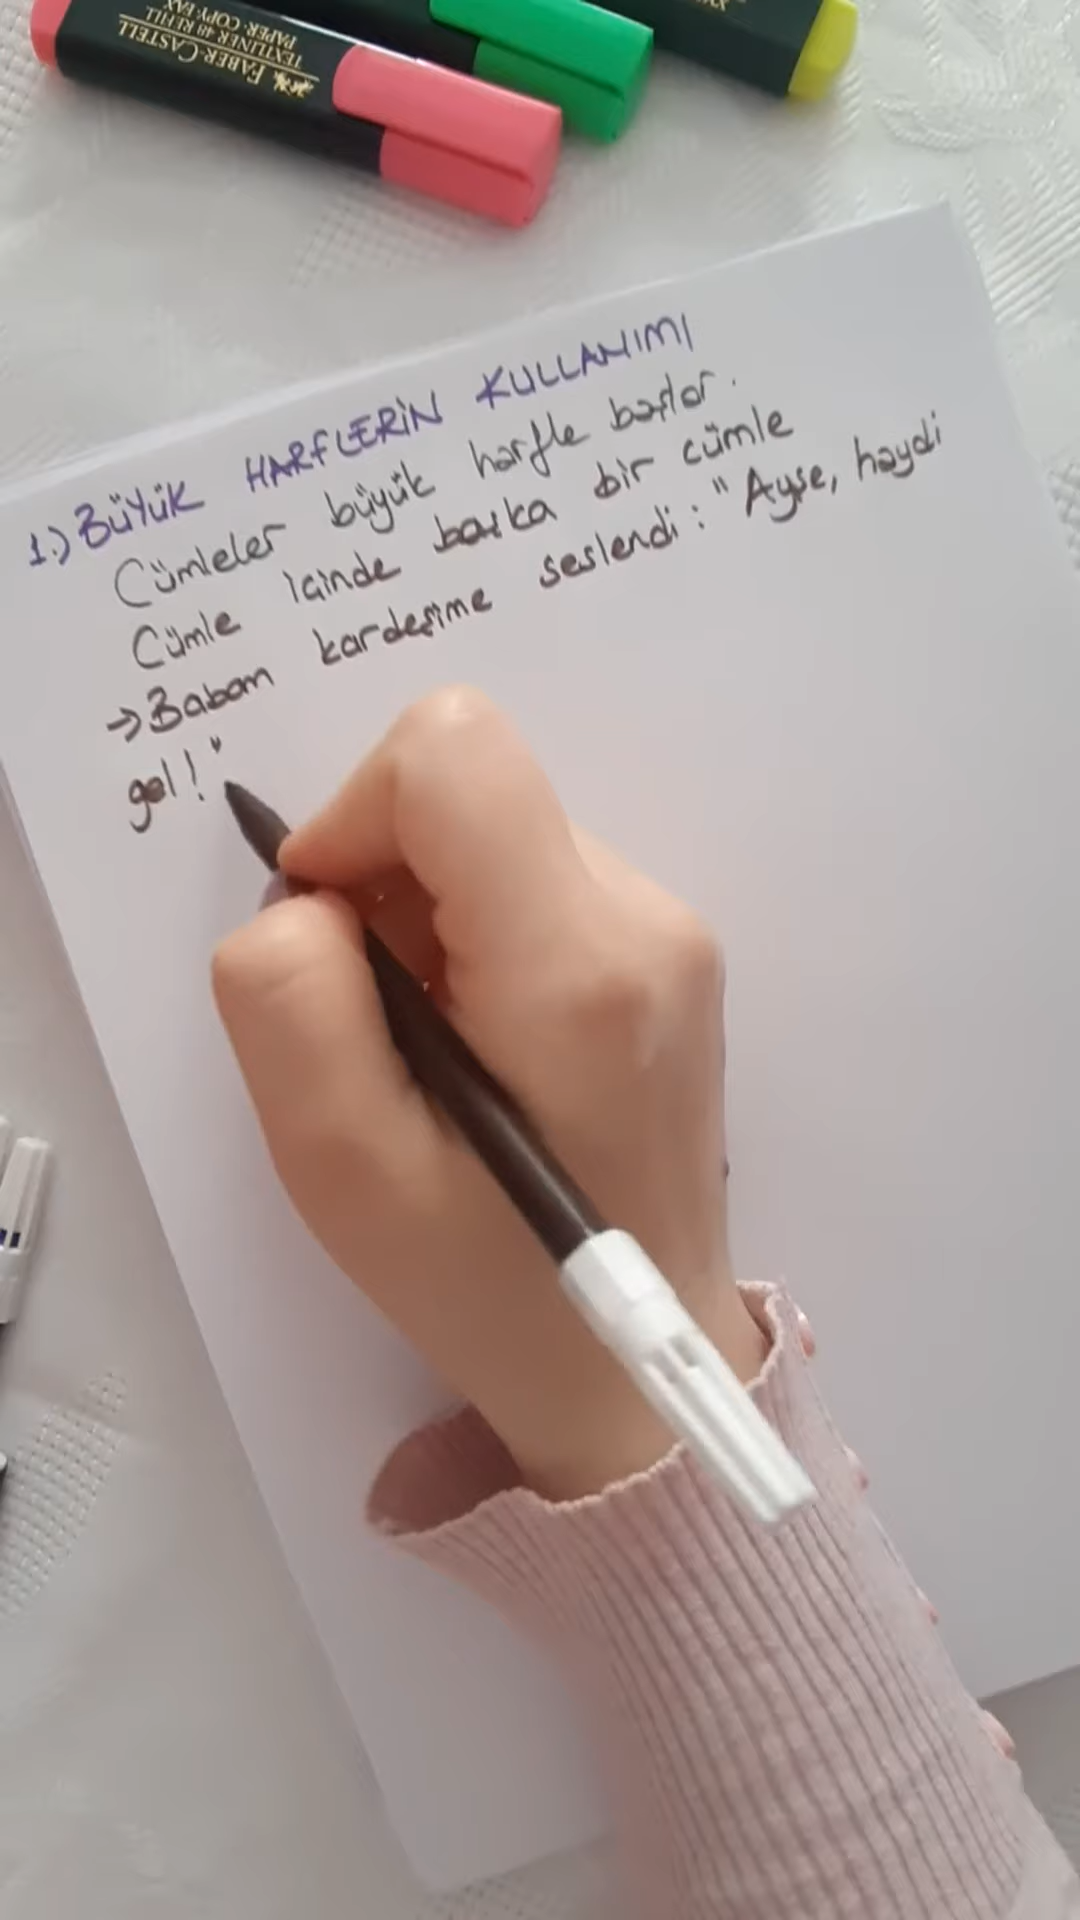 FABER-CASTELL
TEXTLINER 48 REFILL
PAPER·COPY·FAX
1.) BÜYÜK HARFLERİN KULLANIMI
Cümleler büyük harfle başlar.
Cümle içinde başka bir cümle
→Babam kardeşime seslendi: "Ayşe, haydi
gel!"